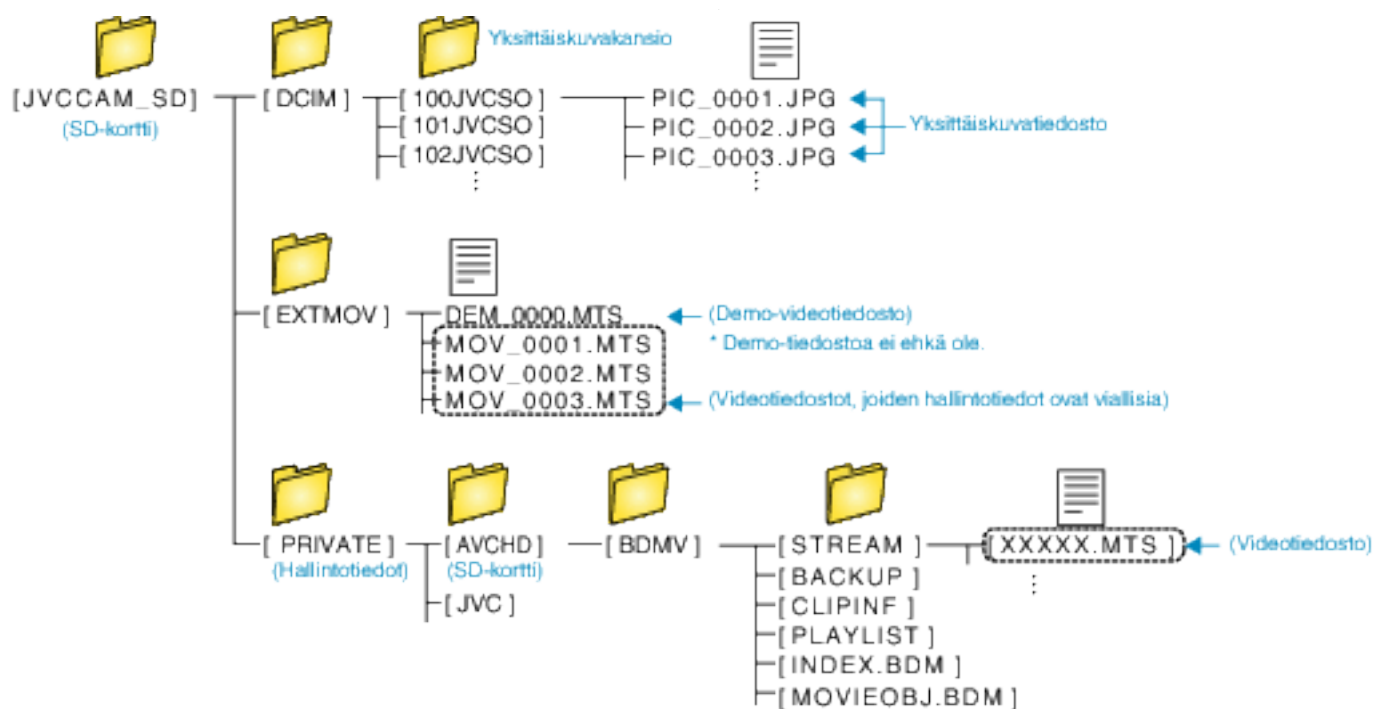 Yksittäiskuvakansio
[JVCCAM_SD] [DCIM] [100JVCSO] PIC_0001.JPG
(SD-kortti) [101JVCSO] PIC_0002.JPG Yksittäiskuvatiedosto
[102JVCSO] PIC_0003.JPG
[EXTMOV] DEM_0000.MTS (Demo-videotiedosto)
MOV_0001.MTS * Demo-tiedostoa ei ehkä ole.
MOV_0002.MTS
MOV_0003.MTS (Videotiedostot, joiden hallintotiedot ovat viallisia)
[PRIVATE] [AVCHD] [BDMV] [STREAM] [XXXXX.MTS] (Videotiedosto)
(Hallintotiedot) (SD-kortti) [BACKUP]
[JVC] [CLIPINF]
[PLAYLIST]
[INDEX.BDM]
[MOVIEOBJ.BDM]